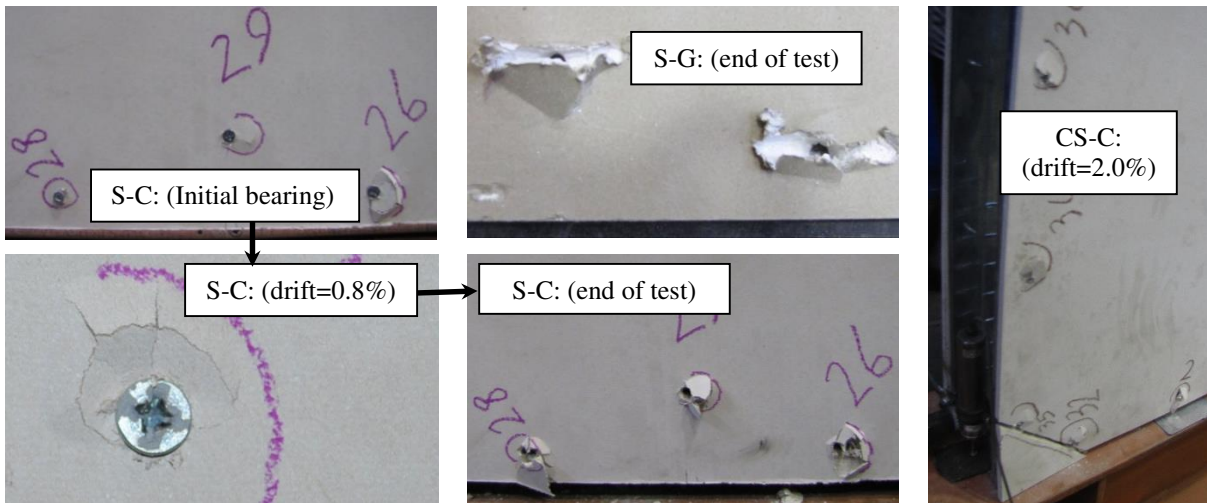 29
28
26
S-C: (Initial bearing)
S-G: (end of test)
CS-C:
(drift=2.0%)
S-C: (drift=0.8%)
S-C: (end of test)
28
26
32